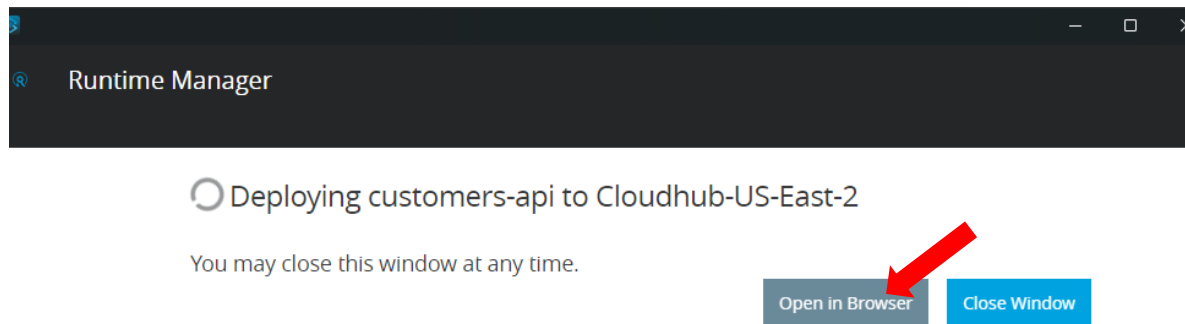 Runtime Manager
Deploying customers-api to Cloudhub-US-East-2
You may close this window at any time.
Open in Browser
Close Window